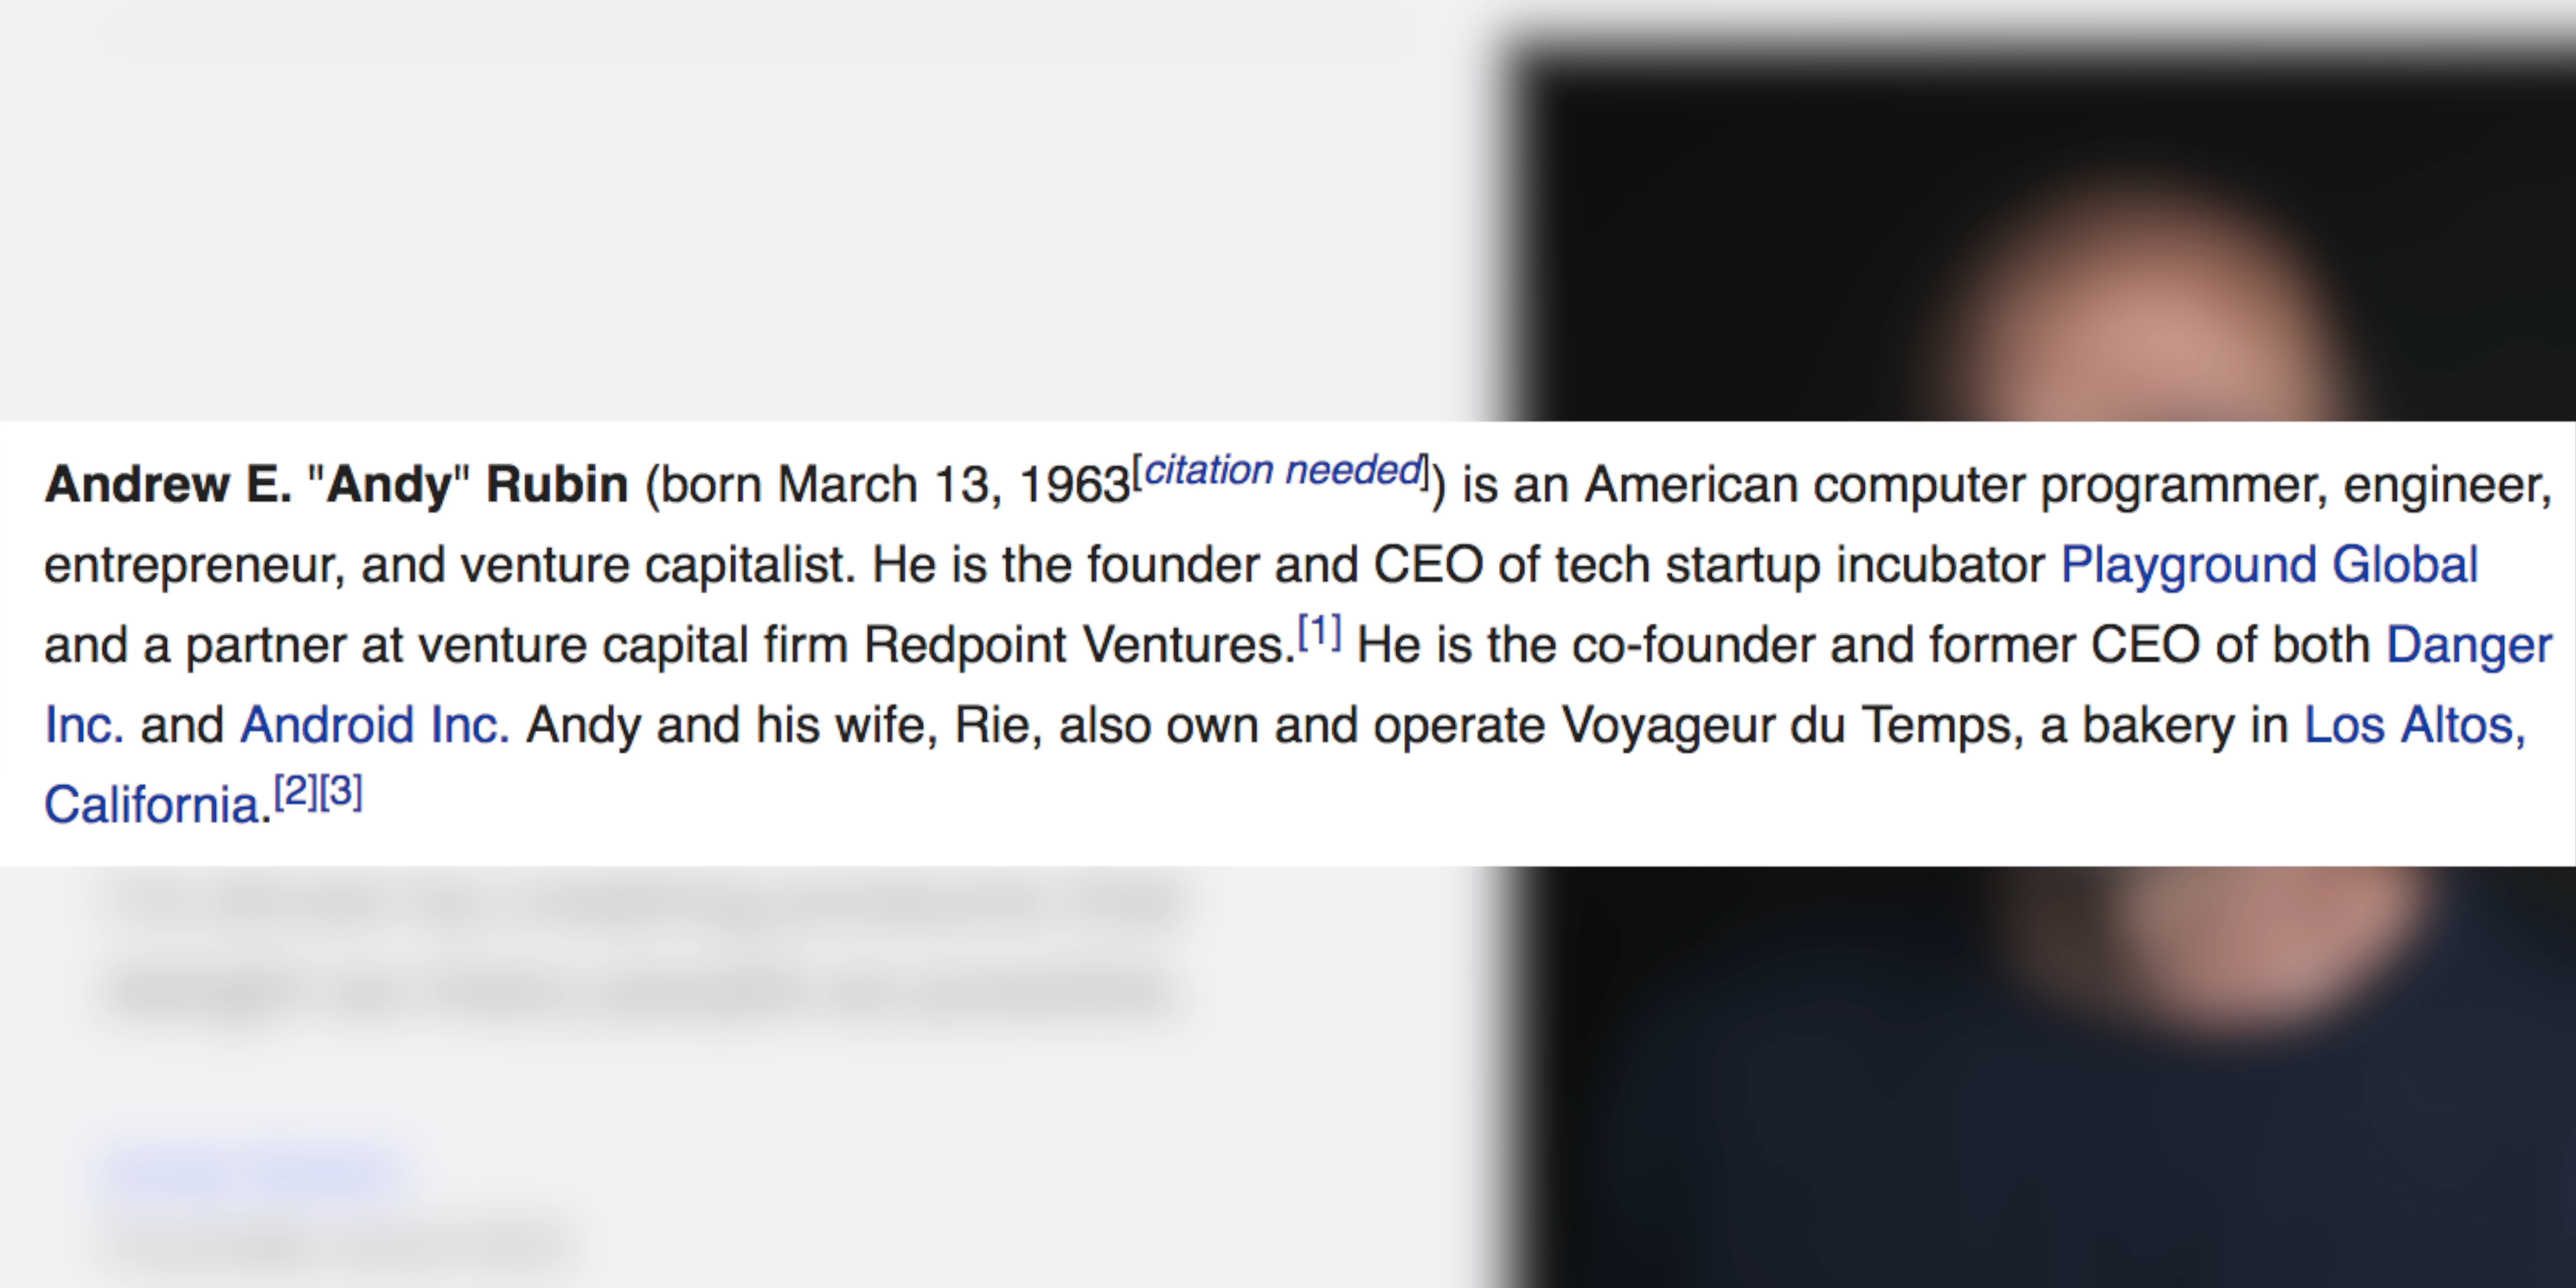 Andrew E. "Andy" Rubin (born March 13, 1963[citation needed]) is an American computer programmer, engineer,
entrepreneur, and venture capitalist. He is the founder and CEO of tech startup incubator Playground Global
and a partner at venture capital firm Redpoint Ventures.[1] He is the co-founder and former CEO of both Danger
Inc. and Android Inc. Andy and his wife, Rie, also own and operate Voyageur du Temps, a bakery in Los Altos,
California.[2][3]